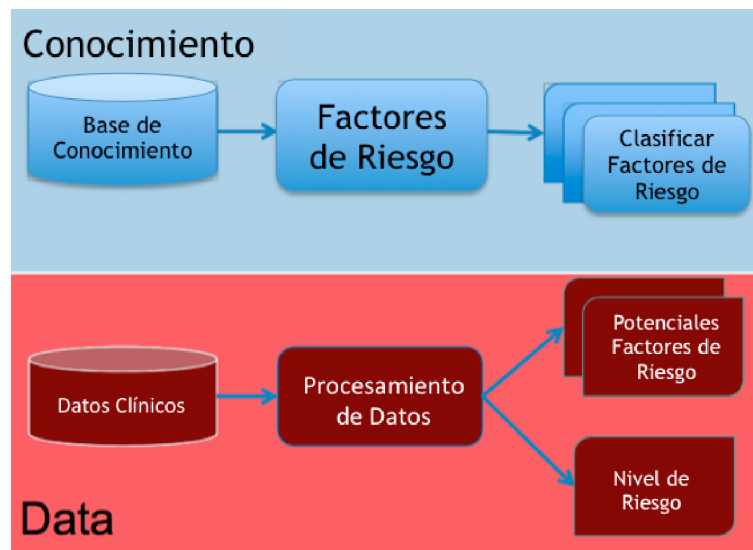 Conocimiento
Base de
Conocimiento
Factores
de Riesgo
Clasificar
Factores de
Riesgo
Datos Clínicos
Procesamiento
de Datos
Potenciales
Factores de
Riesgo
Nivel de
Riesgo
Data